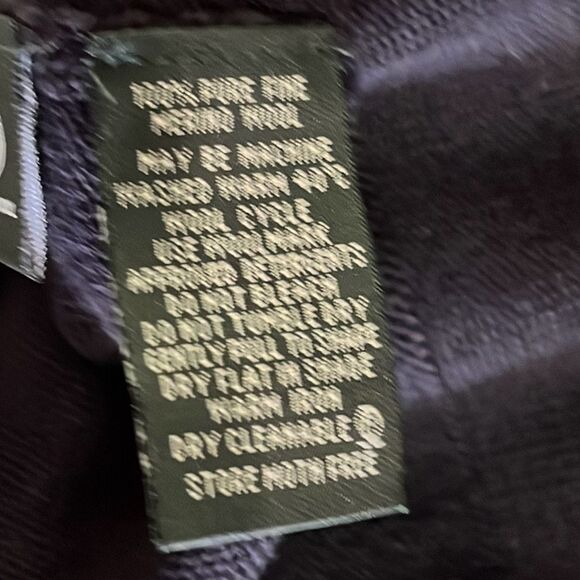 100% PURE FINE
MERINO WOOL
MAY BE MACHINE
WASHED WARM 40°C
WOOL CYCLE
USE WOOLMARK
APPROVED DETERGENTS
DO NOT BLEACH
DO NOT TUMBLE DRY
GENTLY PULL TO SHAPE
DRY FLAT IN SHADE
WARM IRON
DRY CLEANABLE Ⓟ
STORE MOTH FREE